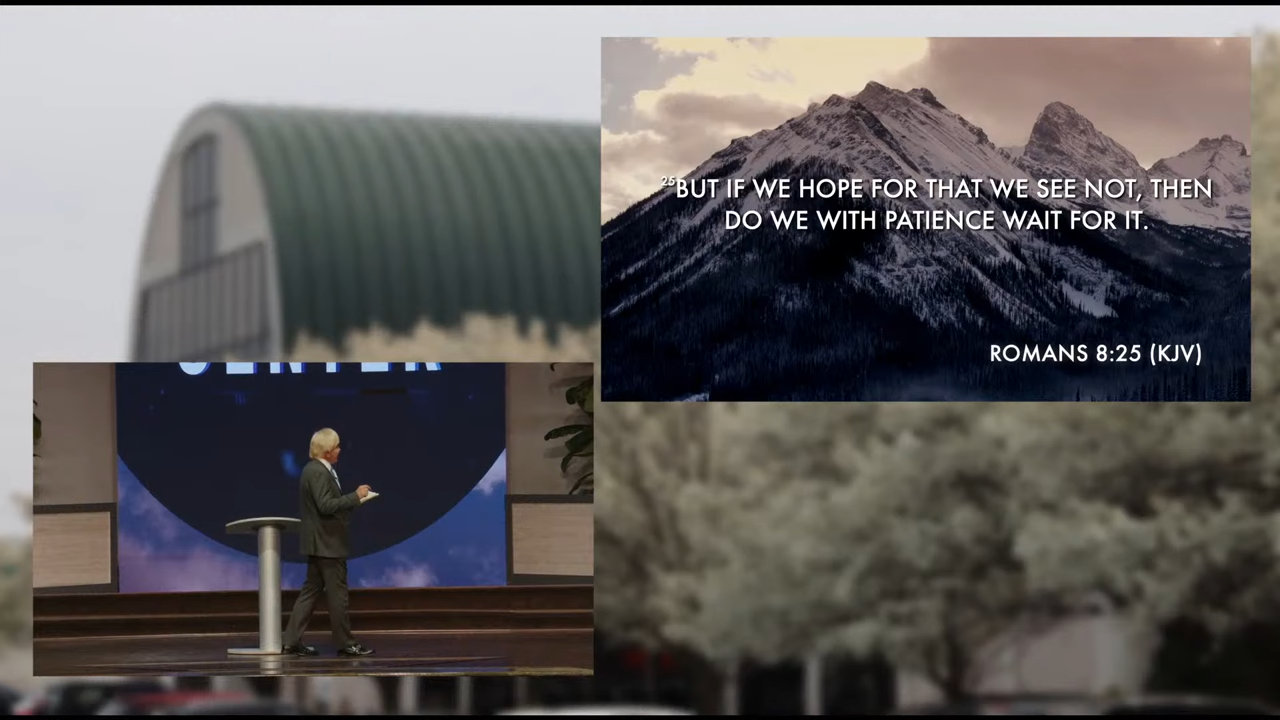 ²⁵BUT IF WE HOPE FOR THAT WE SEE NOT, THEN
DO WE WITH PATIENCE WAIT FOR IT.
ROMANS 8:25 (KJV)
CENTER